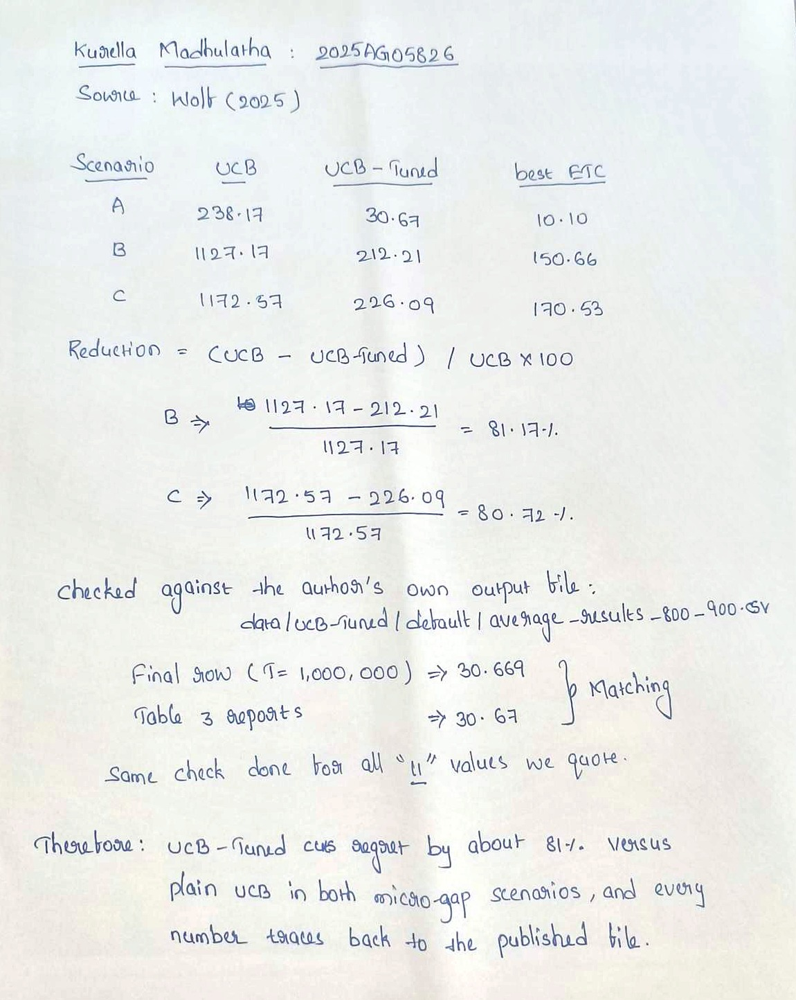 Kurella Madhulatha : 2025AG05826
Source : Wolf (2025)
Scenario UCB UCB-Tuned best ETC
A 238.17 30.67 10.10
B 1127.17 212.21 150.66
C 1172.57 226.09 170.53
Reduction = (UCB - UCB-Tuned) / UCB × 100
B ⇒ 1127.17 - 212.21 / 1127.17 = 81.17%
C ⇒ 1172.57 - 226.09 / 1172.57 = 80.72%
Checked against the author's own output file :
data/UCB-Tuned/default/average-results-800-900.csv
Final row (T= 1,000,000) ⇒ 30.669
Table 3 reports ⇒ 30.67 } Matching
Same check done for all "11" values we quote.
Therefore : UCB-Tuned cuts regret by about 81% versus
plain UCB in both micro-gap scenarios, and every
number traces back to the published file.